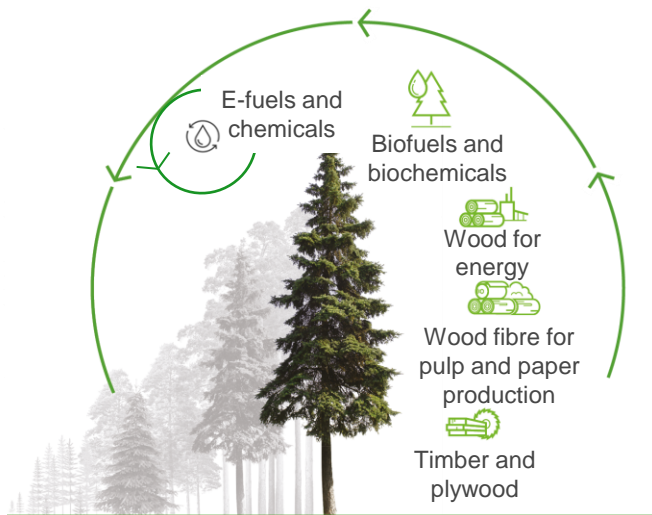 E-fuels and
chemicals
Biofuels and
biochemicals
Wood for
energy
Wood fibre for
pulp and paper
production
Timber and
plywood